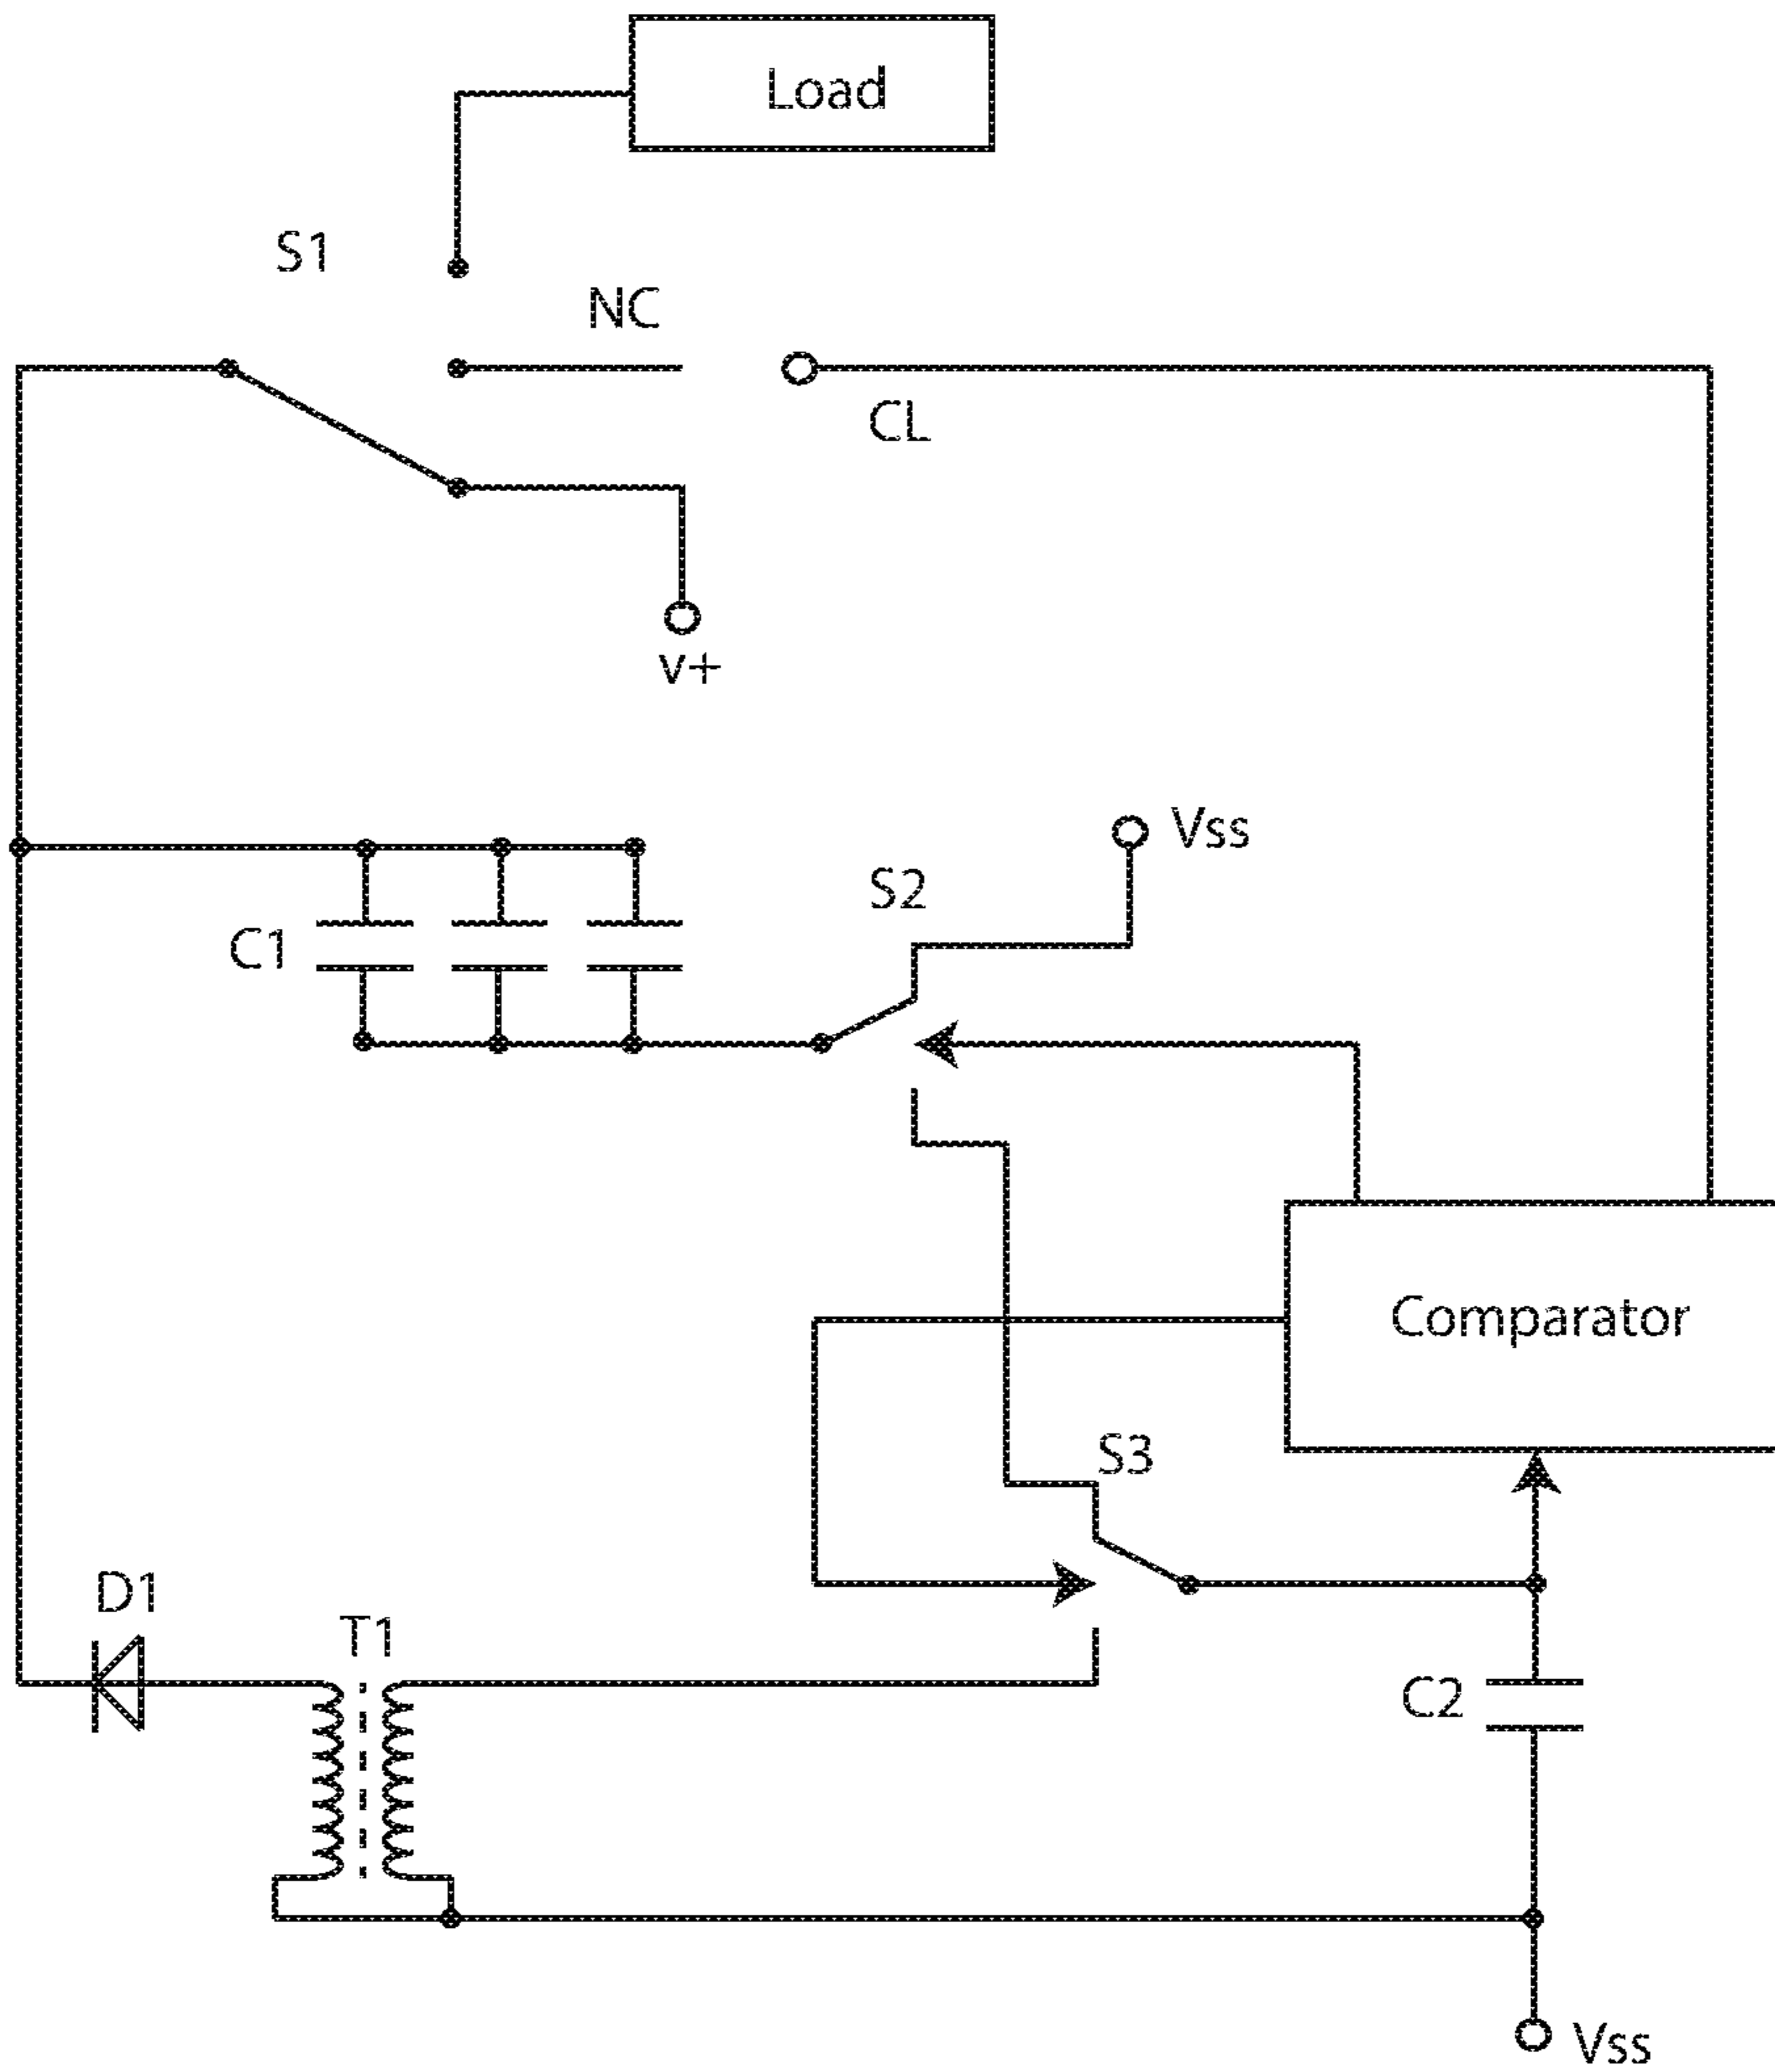 Load
S1
NC
CL
v+
Vss
S2
C1
Comparator
S3
D1
T1
C2
Vss